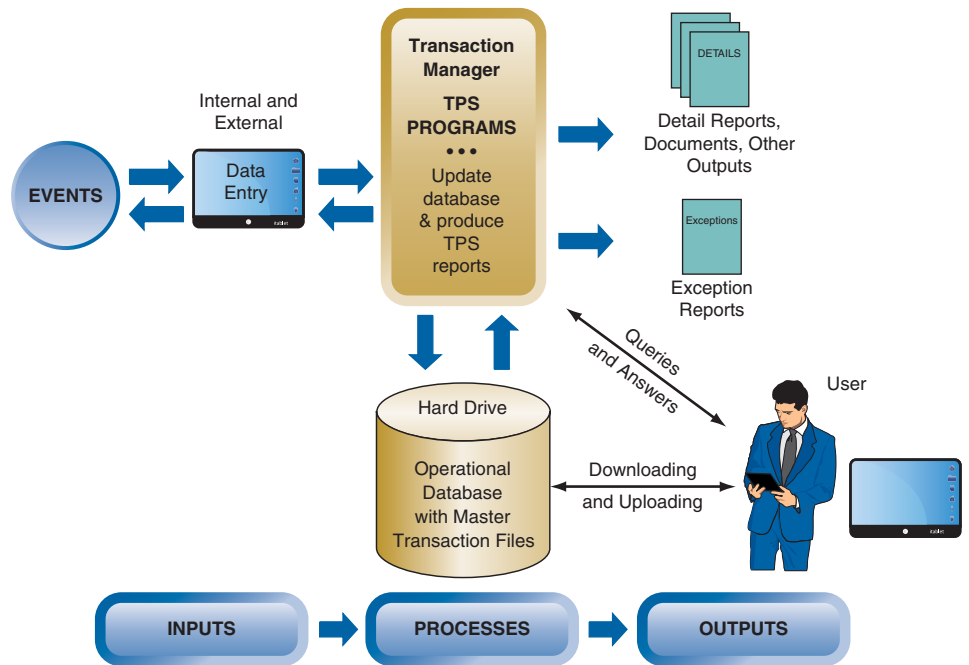 EVENTS
Internal and
External
Data
Entry
itablet
Transaction
Manager
TPS
PROGRAMS
•••
Update
database
& produce
TPS
reports
DETAILS
Detail Reports,
Documents, Other
Outputs
Exceptions
Exception
Reports
Queries
and Answers
User
Hard Drive
Operational
Database
with Master
Transaction Files
Downloading
and Uploading
itablet
INPUTS
PROCESSES
OUTPUTS